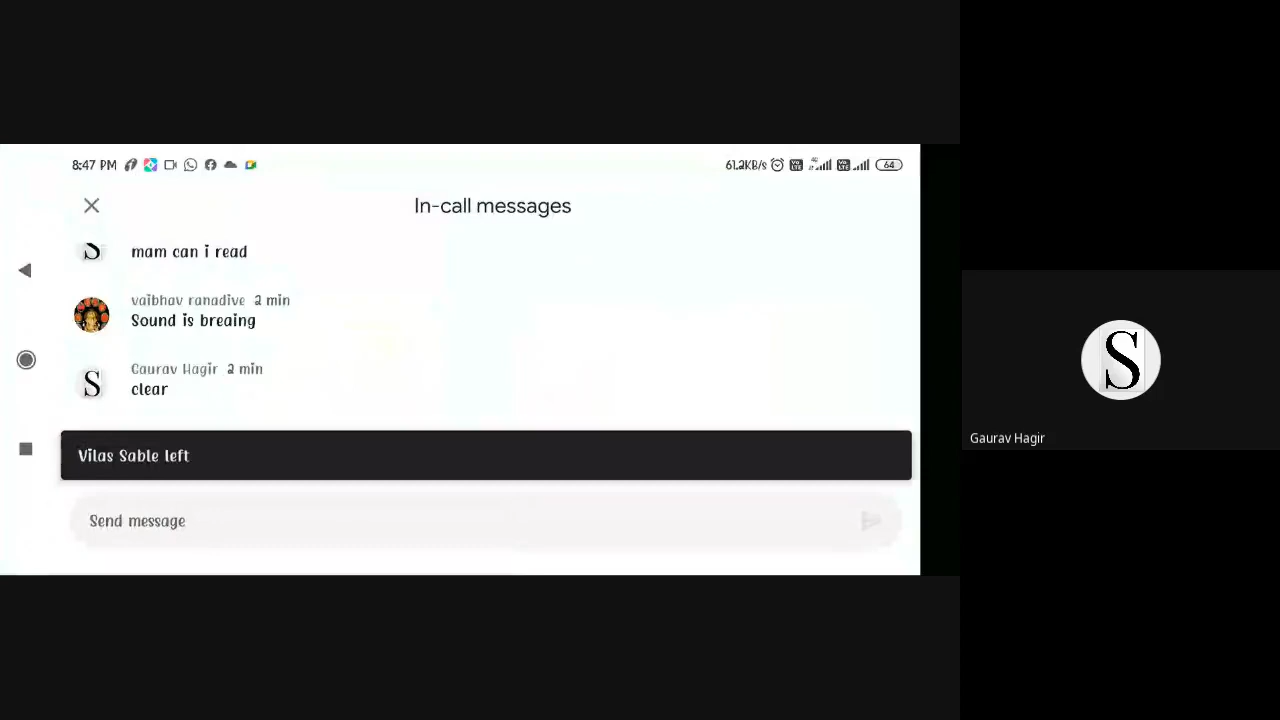 8:47 PM
61.2KB/s
64
In-call messages
S
mam can i read
vaibhav ranadive 2 min
Sound is breaing
S
Gaurav Hagir 2 min
clear
Vilas Sable left
Send message
S
Gaurav Hagir